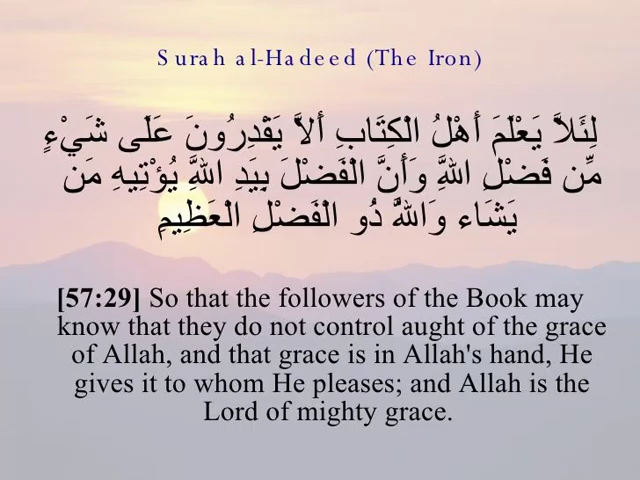 Surah al-Hadeed (The Iron)
لِئَلاَّ يَعْلَمَ أَهْلُ الْكِتَابِ أَلاَّ يَقْدِرُونَ عَلَى شَيْءٍ
مِّن فَضْلِ اللَّهِ وَأَنَّ الْفَضْلَ بِيَدِ اللَّهِ يُؤْتِيهِ مَن
يَشَاء وَاللَّهُ ذُو الْفَضْلِ الْعَظِيمِ
[57:29] So that the followers of the Book may
know that they do not control aught of the grace
of Allah, and that grace is in Allah's hand, He
gives it to whom He pleases; and Allah is the
Lord of mighty grace.